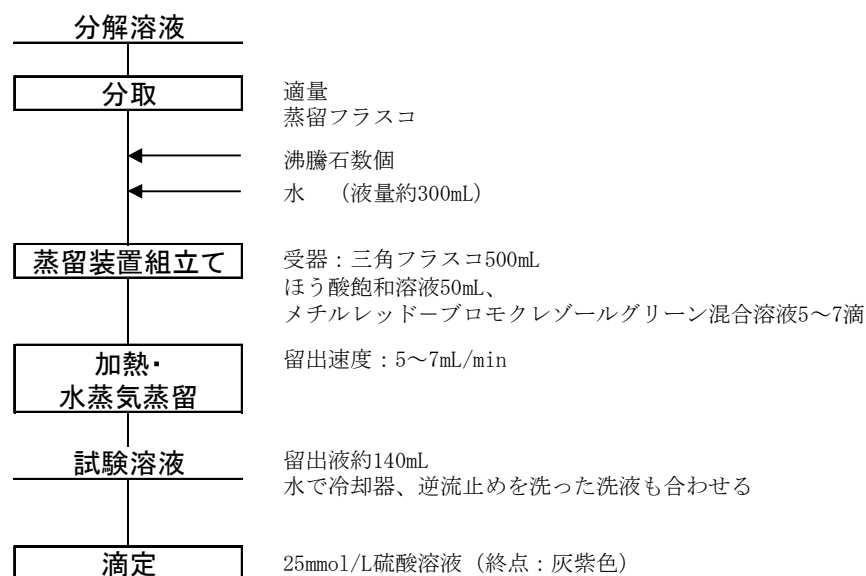 分解溶液
分取
適量
蒸留フラスコ
沸騰石数個
水　（液量約300mL）
蒸留装置組立て
受器：三角フラスコ500mL
ほう酸飽和溶液50mL、
メチルレッド－ブロモクレゾールグリーン混合溶液5～7滴
加熱・
水蒸気蒸留
留出速度：5～7mL/min
試験溶液
留出液約140mL
水で冷却器、逆流止めを洗った洗液も合わせる
滴定
25mmol/L硫酸溶液（終点：灰紫色）